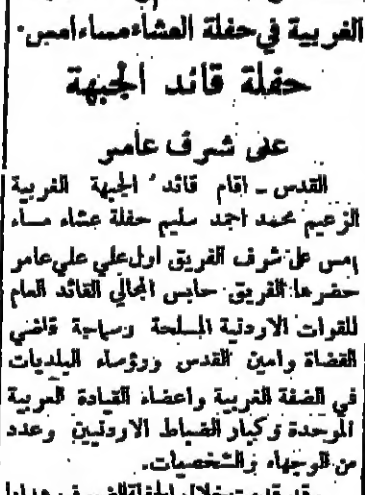 الغربية في حفلة العشاء مساء امس.
حفلة قائد الجبهة
على شرف عامر
القدس ـ اقام قائد الجبهة الغربية
الزعيم محمد احمد سليم حفلة عشاء مساء
امس على شرف الفريق اول علي علي عامر
حضرها الفريق حابس المجالي القائد العام
للقوات الاردنية المسلحة وسماحة قاضي
القضاة وامين القدس ورؤساء البلديات
في الضفة الغربية واعضاء القيادة العربية
الموحدة وكبار الضباط الاردنيين وعدد
من الوجهاء والشخصيات.